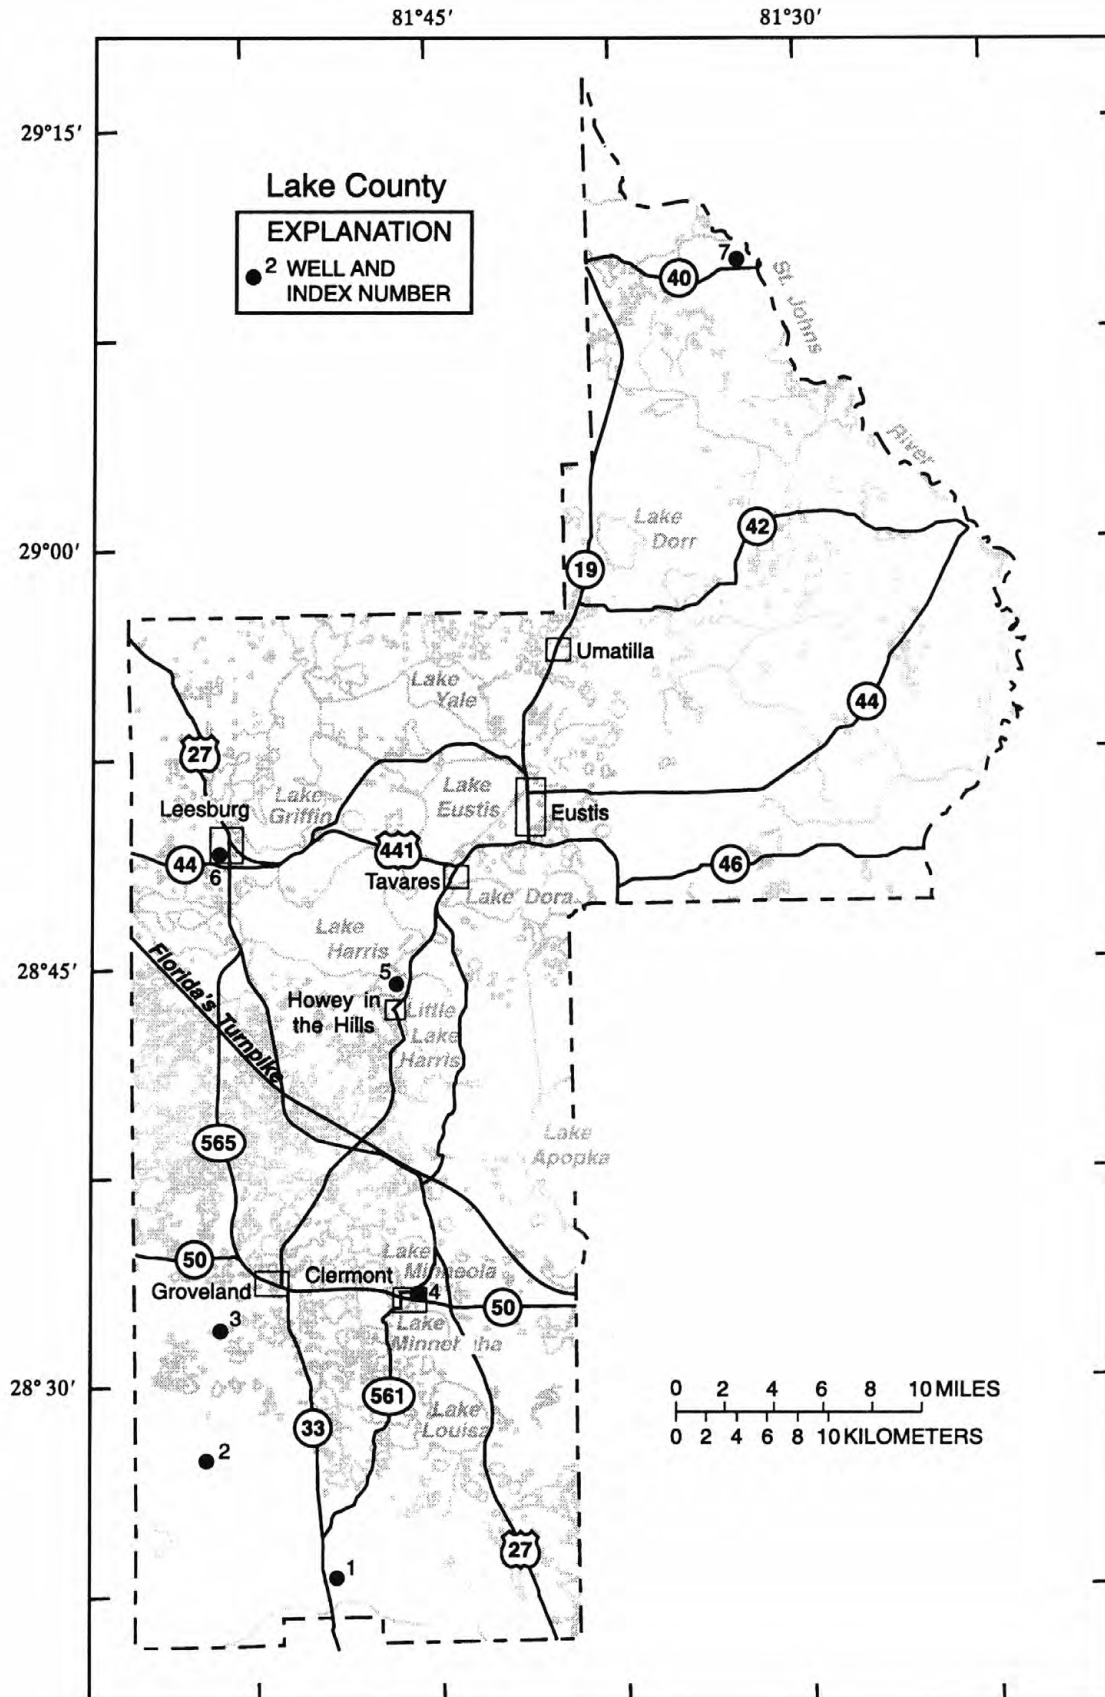 81°45′
81°30′
29°15′
Lake County
EXPLANATION
2 WELL AND
INDEX NUMBER
7
40
St. Johns
River
Lake
Dorr
42
29°00′
19
Umatilla
Lake
Yale
44
27
Lake
Eustis
Lake
Griffin
Leesburg
Eustis
441
44
6
46
Tavares
Lake Dora
Lake
Harris
28°45′
Florida's Turnpike
5
Howey in
the Hills
Little
Lake
Harris
565
Lake
Apopka
50
Lake
Minneola
Clermont
Groveland
4
50
3
Lake
Minnehaha
28°30′
0 2 4 6 8 10 MILES
0 2 4 6 8 10 KILOMETERS
561
33
Lake
Louisa
2
27
1